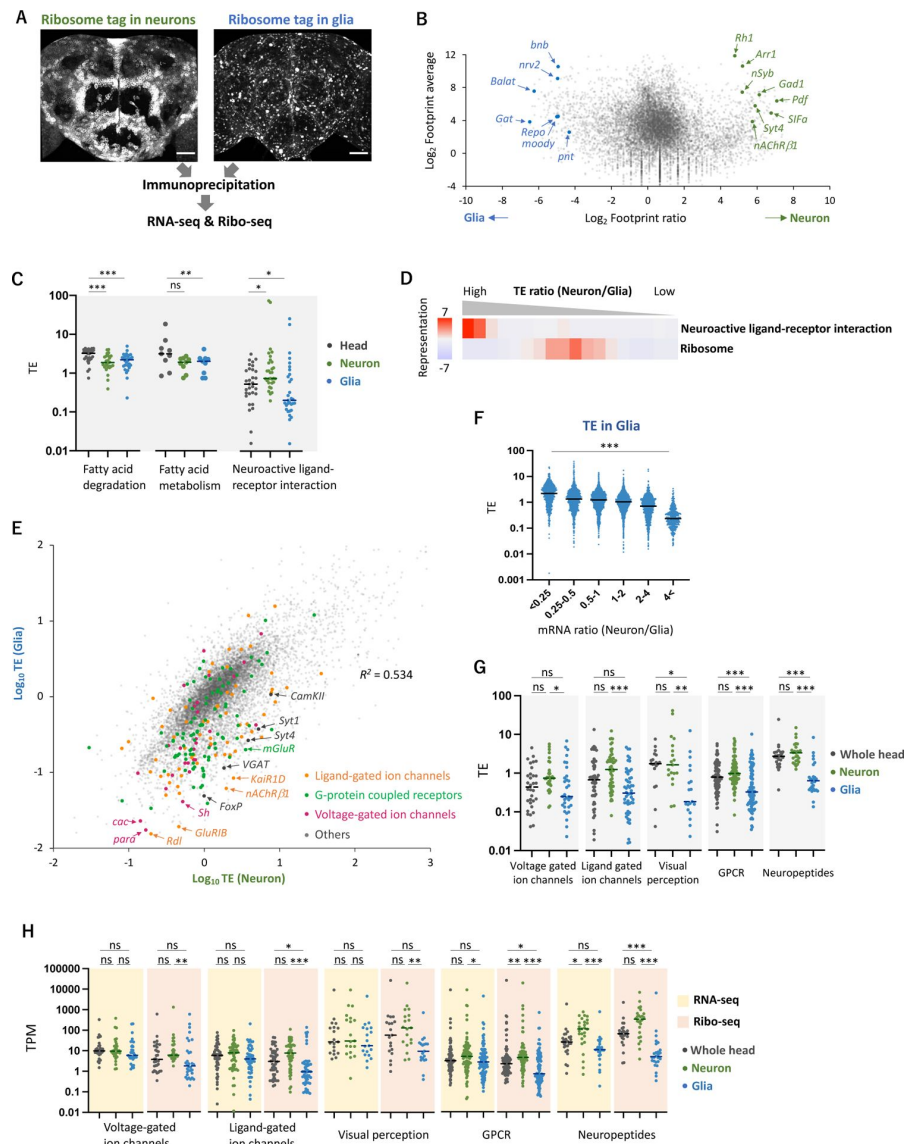 A
Ribosome tag in neurons
Ribosome tag in glia
Immunoprecipitation
RNA-seq & Ribo-seq
B
Log₂ Footprint average
12
8
4
0
-4
-10 -8 -6 -4 -2 0 2 4 6 8 10
Glia
Log₂ Footprint ratio
Neuron
bnb
nrv2
Balat
Gat
Repo
moody
pnt
Rh1
Arr1
nSyb
Gad1
Pdf
SIFa
Syt4
nAChRβ1
C
TE
100
10
1
0.1
0.01
*** ** *
*** ns *
Head
Neuron
Glia
Fatty acid degradation
Fatty acid metabolism
Neuroactive ligand-receptor interaction
D
High TE ratio (Neuron/Glia) Low
Representation
7
-7
Neuroactive ligand-receptor interaction
Ribosome
E
Log₁₀ TE (Glia)
2
1
0
-1
-2
-2 -1 0 1 2 3
Log₁₀ TE (Neuron)
R² = 0.534
CamKII
Syt1
Syt4
mGluR
VGAT
KaiR1D
nAChRβ1
FoxP
Sh
cac
para
Rdl
GluRIB
Ligand-gated ion channels
G-protein coupled receptors
Voltage-gated ion channels
Others
F
TE in Glia
***
TE
100
10
1
0.1
0.01
0.001
<0.25 0.25-0.5 0.5-1 1-2 2-4 4<
mRNA ratio (Neuron/Glia)
G
ns ns * *** ***
ns * ns *** ns ** ns *** ns ***
TE
100
10
1
0.1
0.01
Whole head
Neuron
Glia
Voltage gated ion channels
Ligand gated ion channels
Visual perception
GPCR
Neuropeptides
H
ns ns ns * ns ns ns * ns ***
ns ns ns ** ns ns ns *** ns ns ns ** ns * ** *** * *** ns ***
TPM
100000
10000
1000
100
10
1
0.1
0.01
RNA-seq
Ribo-seq
Whole head
Neuron
Glia
Voltage-gated ion channels
Ligand-gated ion channels
Visual perception
GPCR
Neuropeptides